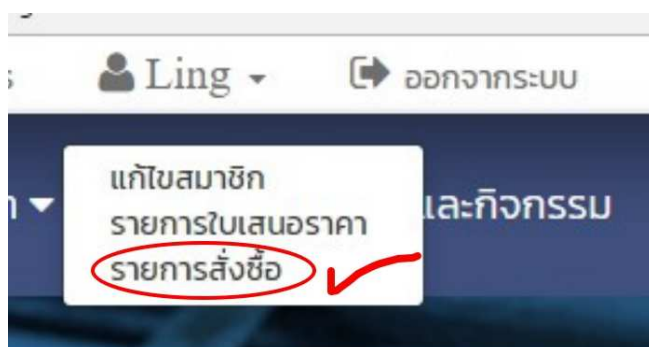 Ling
ออกจากระบบ
และกิจกรรม
แก้ไขสมาชิก
รายการใบเสนอราคา
รายการสั่งซื้อ